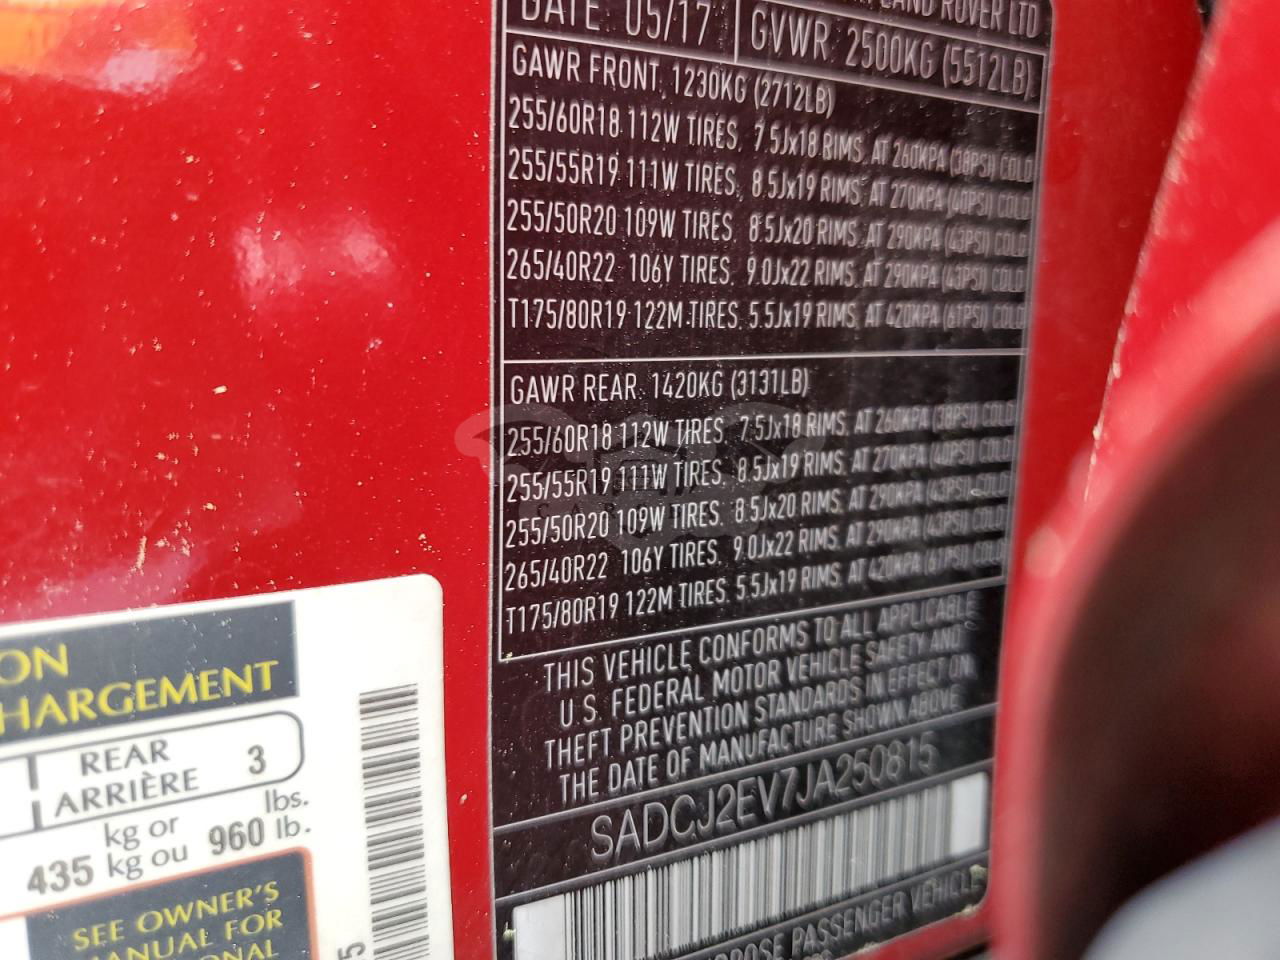 LAND ROVER LTD
DATE: 05/17 GVWR: 2500KG (5512LB)
GAWR FRONT, 1230KG (2712LB)
255/60R18 112W TIRES, 7.5Jx18 RIMS, AT 260KPA (38PSI) COLD
255/55R19 111W TIRES, 8.5Jx19 RIMS, AT 270KPA (40PSI) COLD
255/50R20 109W TIRES, 8.5Jx20 RIMS, AT 290KPA (43PSI) COLD
265/40R22 106Y TIRES, 9.0Jx22 RIMS, AT 290KPA (43PSI) COLD
T175/80R19 122M TIRES, 5.5Jx19 RIMS, AT 420KPA (61PSI) COLD
GAWR REAR: 1420KG (3131LB)
255/60R18 112W TIRES, 7.5Jx18 RIMS, AT 260KPA (38PSI) COLD
255/55R19 111W TIRES, 8.5Jx19 RIMS, AT 270KPA (40PSI) COLD
255/50R20 109W TIRES, 8.5Jx20 RIMS, AT 290KPA (43PSI) COLD
265/40R22 106Y TIRES, 9.0Jx22 RIMS, AT 290KPA (43PSI) COLD
T175/80R19 122M TIRES, 5.5Jx19 RIMS, AT 420KPA (61PSI) COLD
THIS VEHICLE CONFORMS TO ALL APPLICABLE
U.S. FEDERAL MOTOR VEHICLE SAFETY AND
THEFT PREVENTION STANDARDS IN EFFECT ON
THE DATE OF MANUFACTURE SHOWN ABOVE
SADCJ2EV7JA250815
PASSENGER VEHICLE
ON
HARGEMENT
REAR
ARRIÈRE 3
435 kg or 960 lbs.
kg ou lb.
SEE OWNER'S
MANUAL FOR
ONAL
5